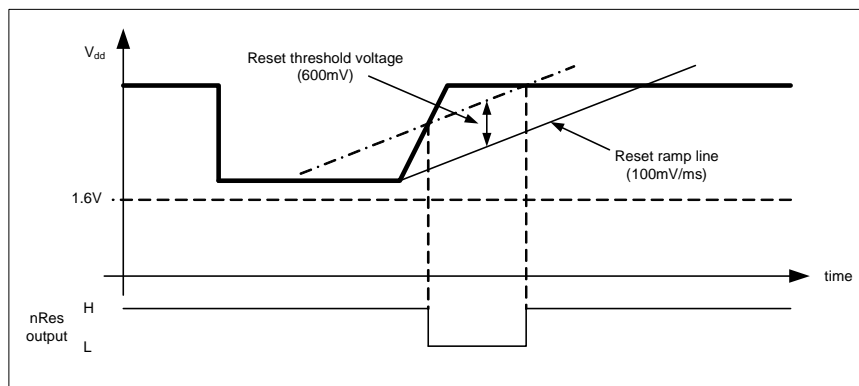 V_dd
Reset threshold voltage
(600mV)
Reset ramp line
(100mV/ms)
1.6V
time
H
nRes
output
L